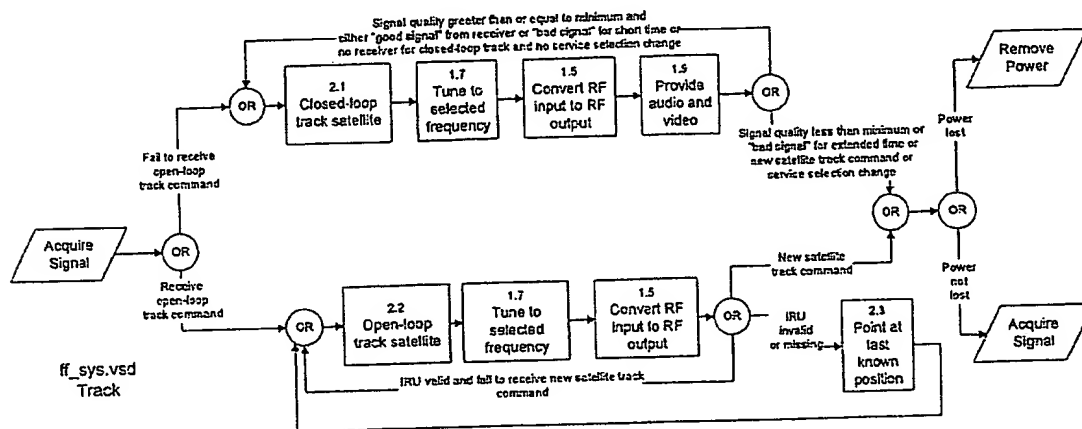 Signal quality greater than or equal to minimum and
either "good signal" from receiver or "bad signal" for short time or
no receiver for closed-loop track and no service selection change
OR
2.1
Closed-loop
track satellite
1.7
Tune to
selected
frequency
1.5
Convert RF
input to RF
output
1.6
Provide
audio and
video
OR
Remove
Power
Signal quality less than minimum or
"bad signal" for extended time or
new satellite track command or
service selection change
Power
lost
Fail to receive
open-loop
track command
Acquire
Signal
OR
OR
OR
Receive
open-loop
track command
New satellite
track command
Power
not
lost
OR
2.2
Open-loop
track satellite
1.7
Tune to
selected
frequency
1.5
Convert RF
input to RF
output
OR
IRU
invalid
or missing
2.3
Point at
last
known
position
Acquire
Signal
IRU valid and fail to receive new satellite track
command
ff_sys.vsd
Track